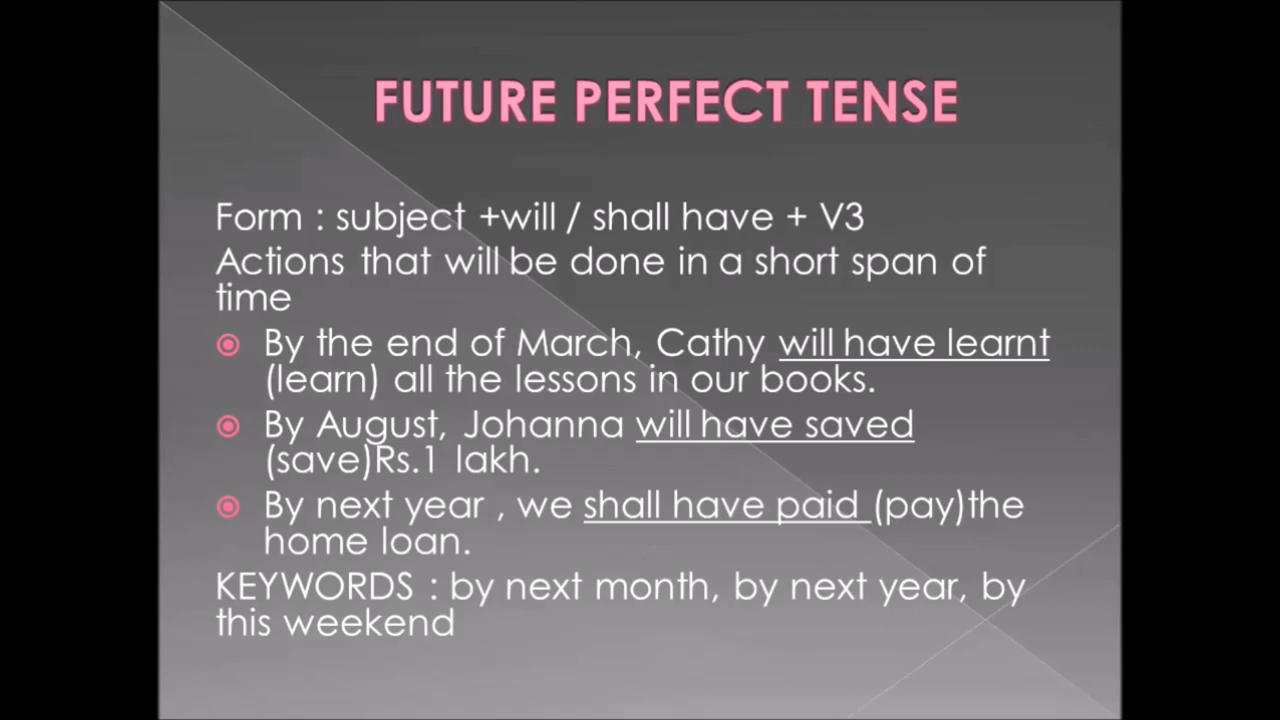 FUTURE PERFECT TENSE
Form : subject +will / shall have + V3
Actions that will be done in a short span of
time
By the end of March, Cathy will have learnt
(learn) all the lessons in our books.
By August, Johanna will have saved
(save)Rs.1 lakh.
By next year , we shall have paid (pay)the
home loan.
KEYWORDS : by next month, by next year, by
this weekend